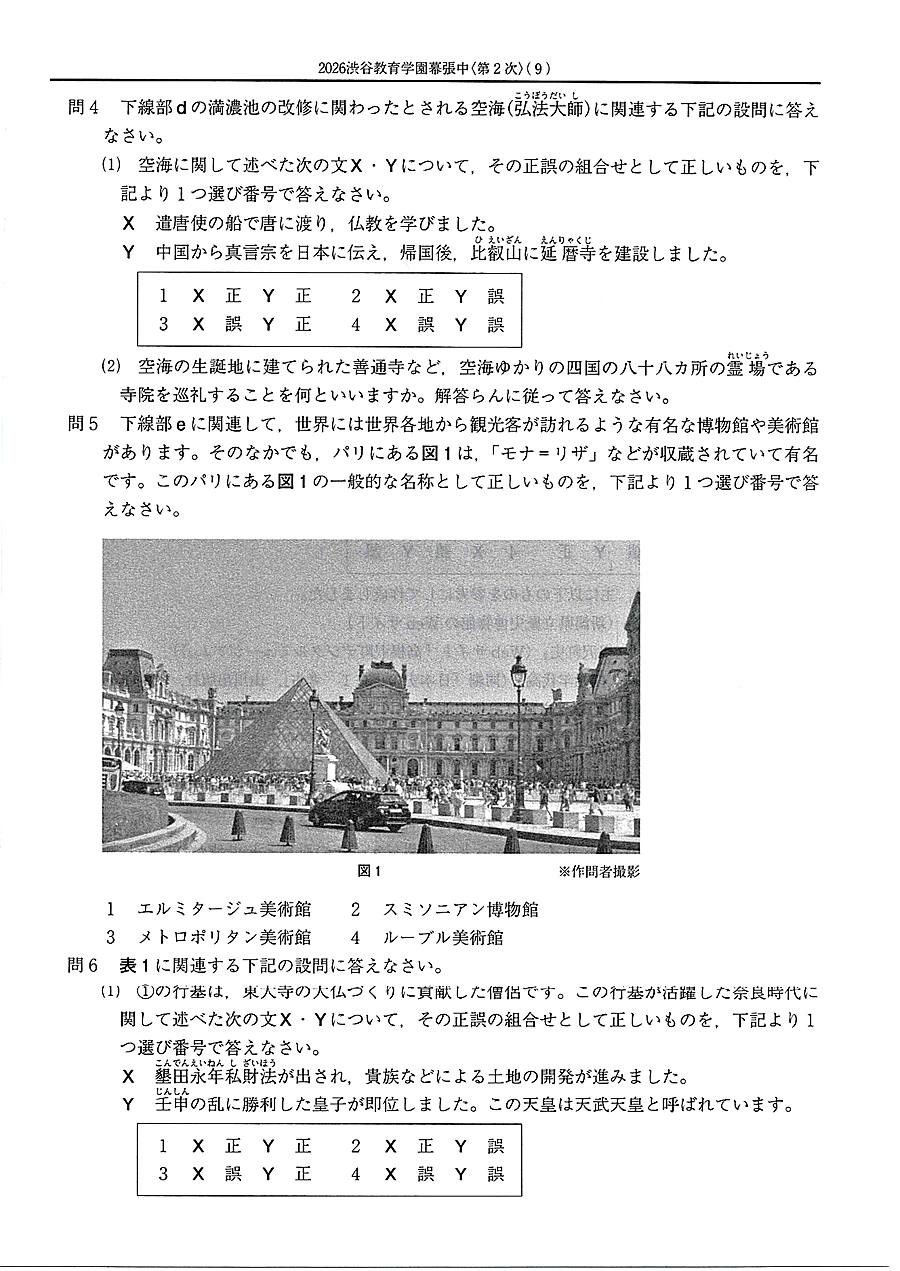 2026渋谷教育学園幕張中〈第2次〉(9)
問4 下線部dの満濃池の改修に関わったとされる空海(弘法大師)に関連する下記の設問に答え
なさい。
(1) 空海に関して述べた次の文X・Yについて，その正誤の組合せとして正しいものを，下
記より1つ選び番号で答えなさい。
X 遣唐使の船で唐に渡り，仏教を学びました。
Y 中国から真言宗を日本に伝え，帰国後，比叡山に延暦寺を建設しました。
1 X 正 Y 正 2 X 正 Y 誤
3 X 誤 Y 正 4 X 誤 Y 誤
(2) 空海の生誕地に建てられた善通寺など，空海ゆかりの四国の八十八カ所の霊場である
寺院を巡礼することを何といいますか。解答らんに従って答えなさい。
問5 下線部eに関連して，世界には世界各地から観光客が訪れるような有名な博物館や美術館
があります。そのなかでも，パリにある図1は，「モナ＝リザ」などが収蔵されていて有名
です。このパリにある図1の一般的な名称として正しいものを，下記より1つ選び番号で答
えなさい。
図1 ※作問者撮影
1 エルミタージュ美術館 2 スミソニアン博物館
3 メトロポリタン美術館 4 ルーブル美術館
問6 表1に関連する下記の設問に答えなさい。
(1) ①の行基は，東大寺の大仏づくりに貢献した僧侶です。この行基が活躍した奈良時代に
関して述べた次の文X・Yについて，その正誤の組合せとして正しいものを，下記より1
つ選び番号で答えなさい。
X 墾田永年私財法が出され，貴族などによる土地の開発が進みました。
Y 壬申の乱に勝利した皇子が即位しました。この天皇は天武天皇と呼ばれています。
1 X 正 Y 正 2 X 正 Y 誤
3 X 誤 Y 正 4 X 誤 Y 誤